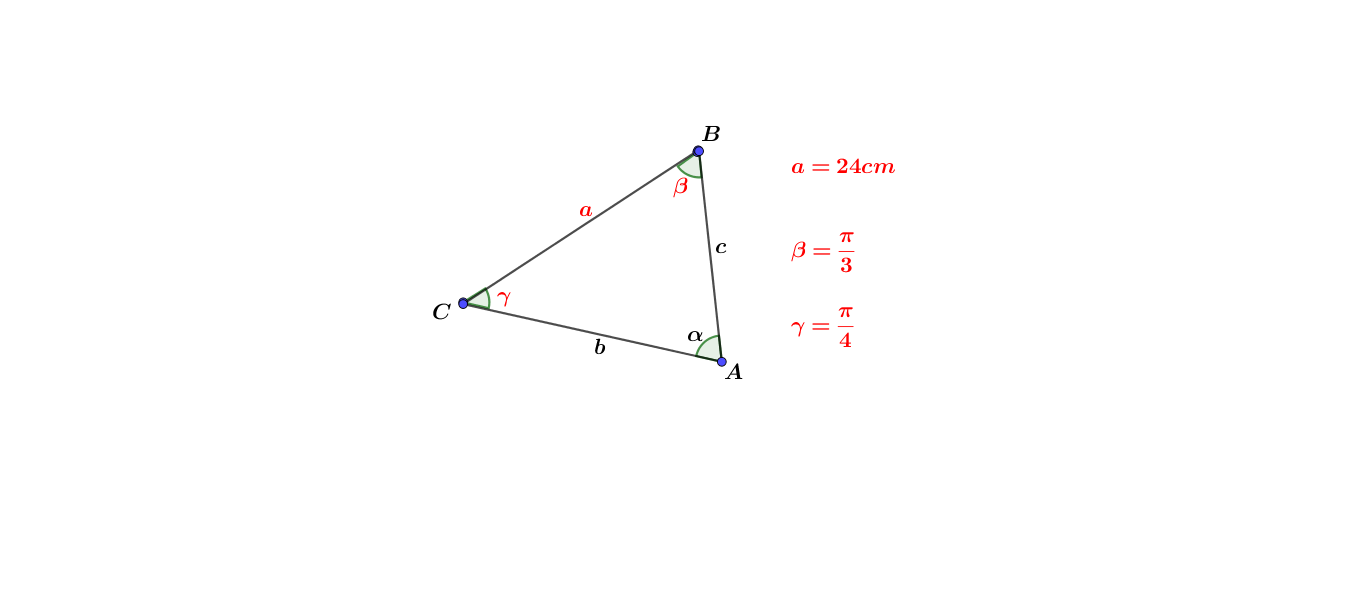 B
a = 24cm
β
a
β = π/3
c
C
γ
γ = π/4
α
b
A